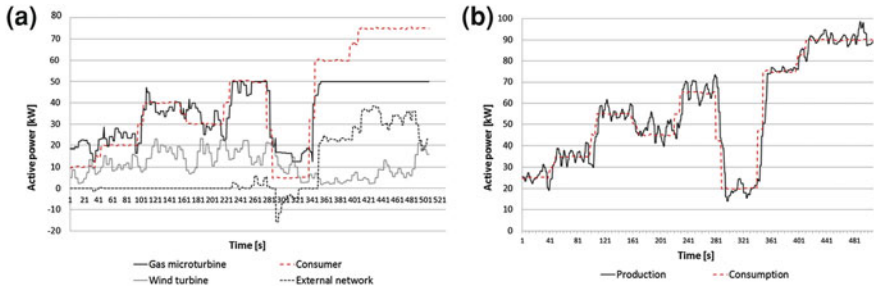 (a)
Active power [kW]
80
70
60
50
40
30
20
10
0
-10
-20
1 21 41 61 81 101 121 141 161 181 201 221 241 261 281 301 321 341 361 381 401 421 441 461 481 501 521
Time [s]
Gas microturbine
Consumer
Wind turbine
External network
(b)
Active power [kW]
100
90
80
70
60
50
40
30
20
10
0
1 41 81 121 161 201 241 281 321 361 401 441 481
Time [s]
Production
Consumption